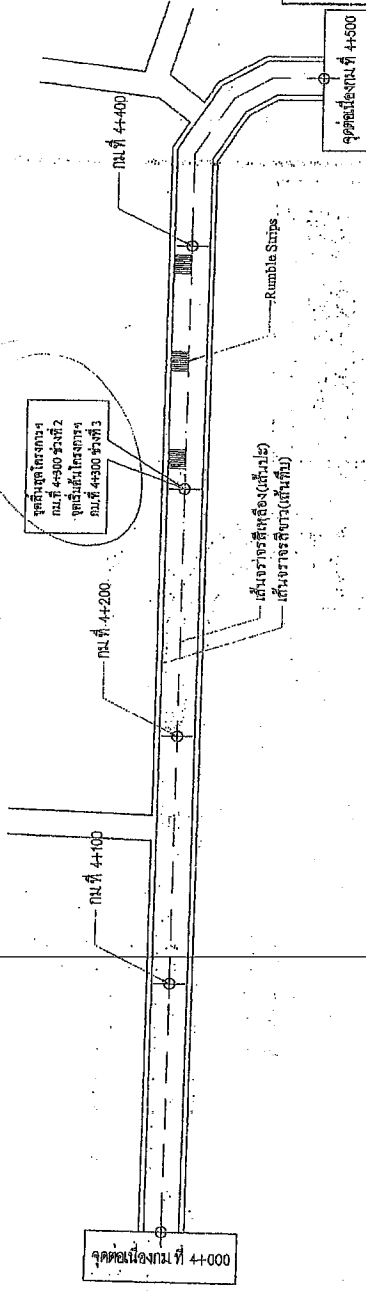 จุดต่อเนื่องกม.ที่ 4+000
กม.ที่ 4+100
กม.ที่ 4+200
จุดสิ้นสุดโครงการฯ
กม.ที่ 4+300 ช่วงที่ 2
จุดเริ่มต้นโครงการฯ
กม.ที่ 4+300 ช่วงที่ 3
กม.ที่ 4+400
Rumble Strips
เส้นจราจรสีเหลือง(เส้นปะ)
เส้นจราจรสีขาว(เส้นทึบ)
จุดต่อเนื่องกม.ที่ 4+500